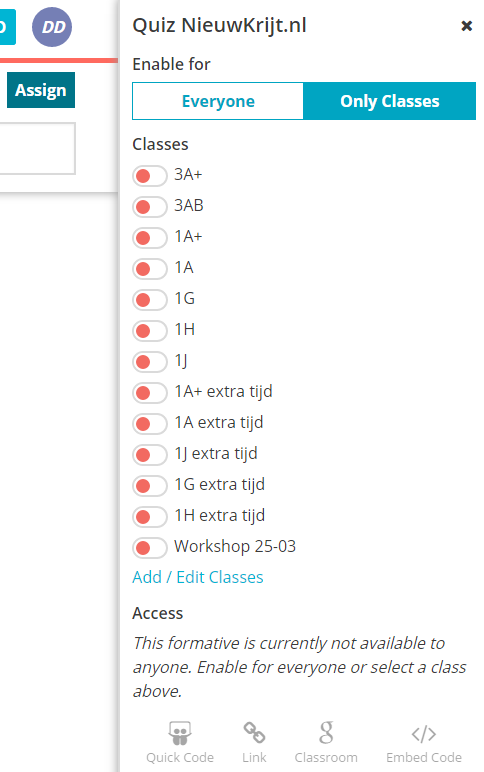 DD
Assign
Quiz NieuwKrijt.nl
Enable for
Everyone
Only Classes
Classes
3A+
3AB
1A+
1A
1G
1H
1J
1A+ extra tijd
1A extra tijd
1J extra tijd
1G extra tijd
1H extra tijd
Workshop 25-03
Add / Edit Classes
Access
This formative is currently not available to
anyone. Enable for everyone or select a class
above.
Quick Code
Link
Classroom
Embed Code